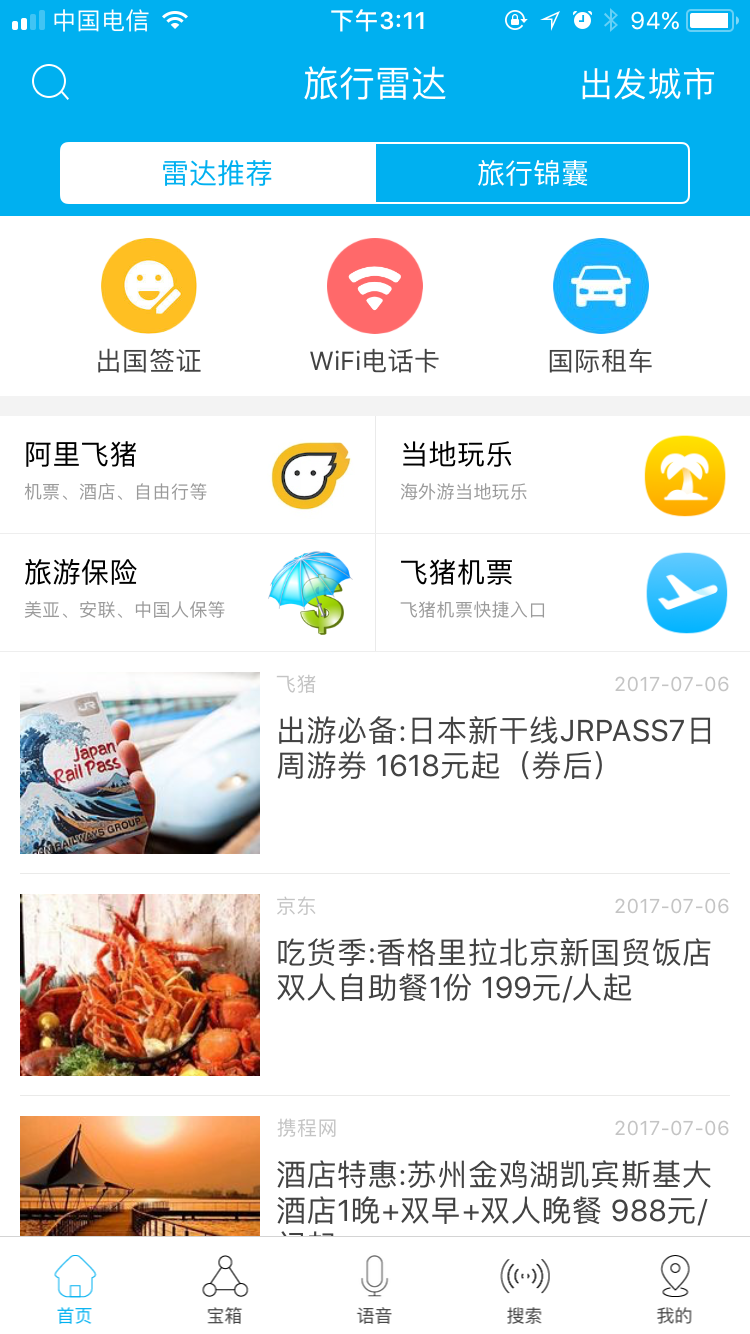 中国电信 下午3:11 94%
旅行雷达 出发城市
雷达推荐 旅行锦囊
出国签证 WiFi电话卡 国际租车
阿里飞猪
机票、酒店、自由行等
当地玩乐
海外游当地玩乐
旅游保险
美亚、安联、中国人保等
飞猪机票
飞猪机票快捷入口
JR
Japan
Rail Pass
RAILWAYS GROUP
飞猪 2017-07-06
出游必备:日本新干线JRPASS7日
周游券 1618元起（券后）
京东 2017-07-06
吃货季:香格里拉北京新国贸饭店
双人自助餐1份 199元/人起
携程网 2017-07-06
酒店特惠:苏州金鸡湖凯宾斯基大
酒店1晚+双早+双人晚餐 988元/
首页 宝箱 语音 搜索 我的